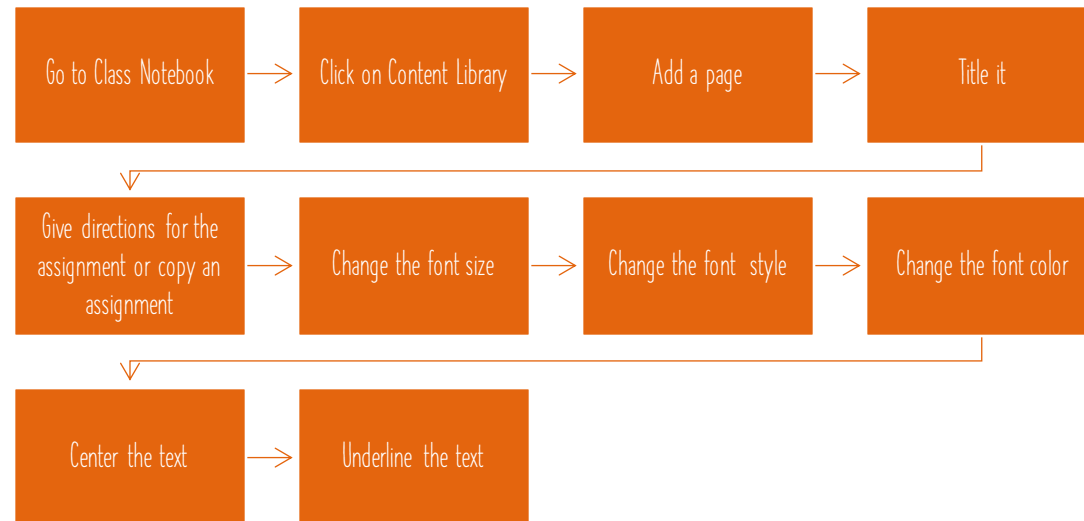 Go to Class Notebook
Click on Content Library
Add a page
Title it
Give directions for the
assignment or copy an
assignment
Change the font size
Change the font style
Change the font color
Center the text
Underline the text